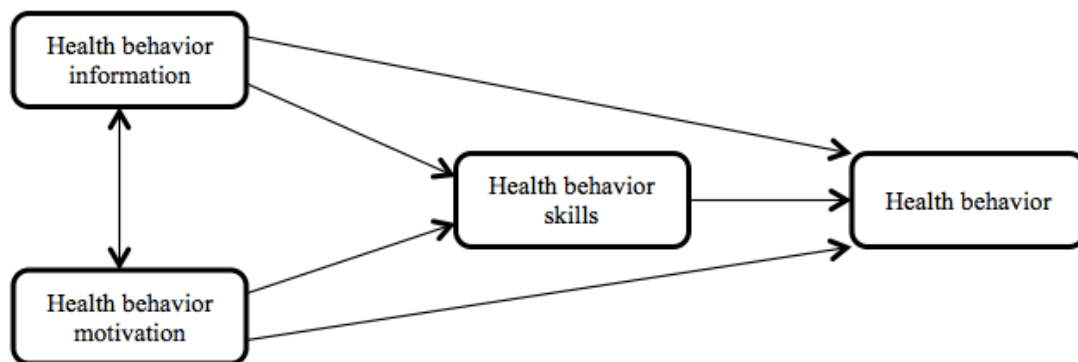 Health behavior
information
Health behavior
skills
Health behavior
Health behavior
motivation